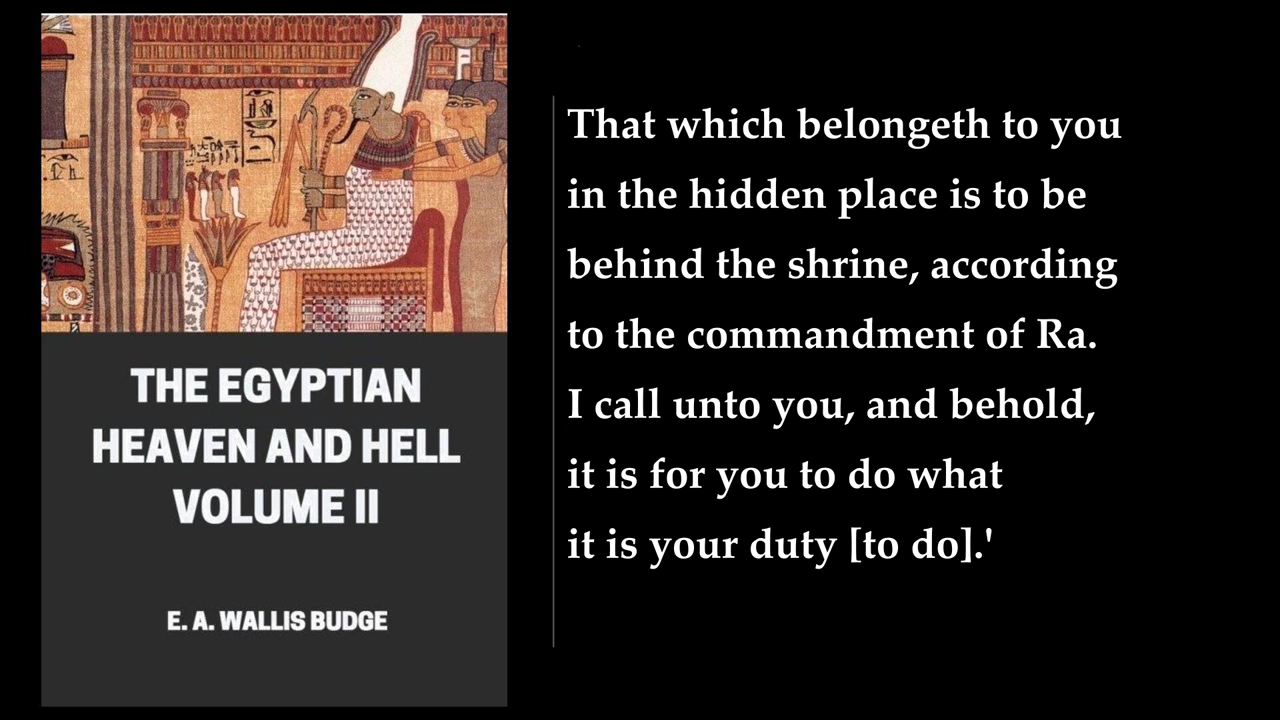 THE EGYPTIAN
HEAVEN AND HELL
VOLUME II
E. A. WALLIS BUDGE
That which belongeth to you
in the hidden place is to be
behind the shrine, according
to the commandment of Ra.
I call unto you, and behold,
it is for you to do what
it is your duty [to do].'